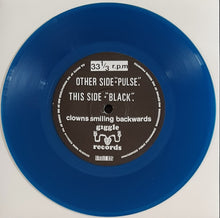 33⅓ r.p.m
OTHER SIDE-"PULSE".
THIS SIDE-"BLACK".
clowns smiling backwards
giggle
records